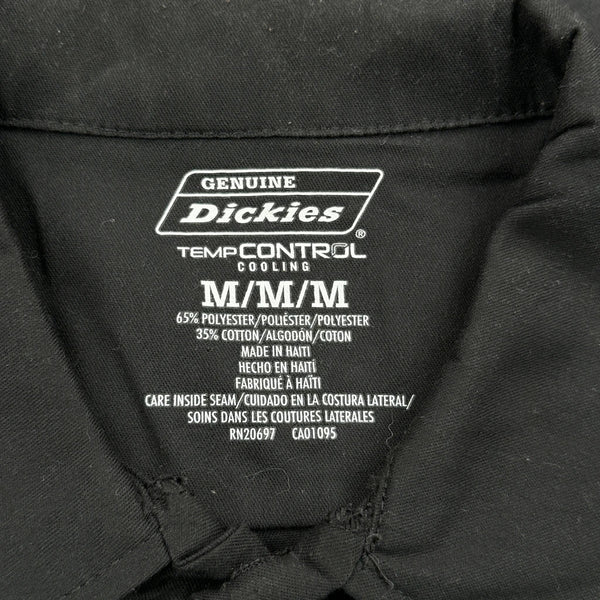 GENUINE
Dickies®
TEMPCONTROL
COOLING
M/M/M
65% POLYESTER/POLIÉSTER/POLYESTER
35% COTTON/ALGODÓN/COTON
MADE IN HAITI
HECHO EN HAITÍ
FABRIQUÉ À HAÏTI
CARE INSIDE SEAM/CUIDADO EN LA COSTURA LATERAL/
SOINS DANS LES COUTURES LATERALES
RN20697 CA01095